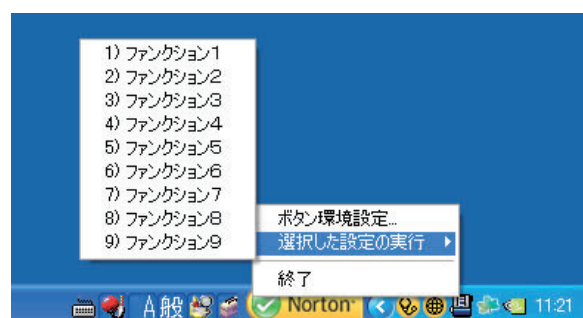 1) ファンクション1
2) ファンクション2
3) ファンクション3
4) ファンクション4
5) ファンクション5
6) ファンクション6
7) ファンクション7
8) ファンクション8
9) ファンクション9
ボタン環境設定...
選択した設定の実行
終了
A般
Norton
11:21